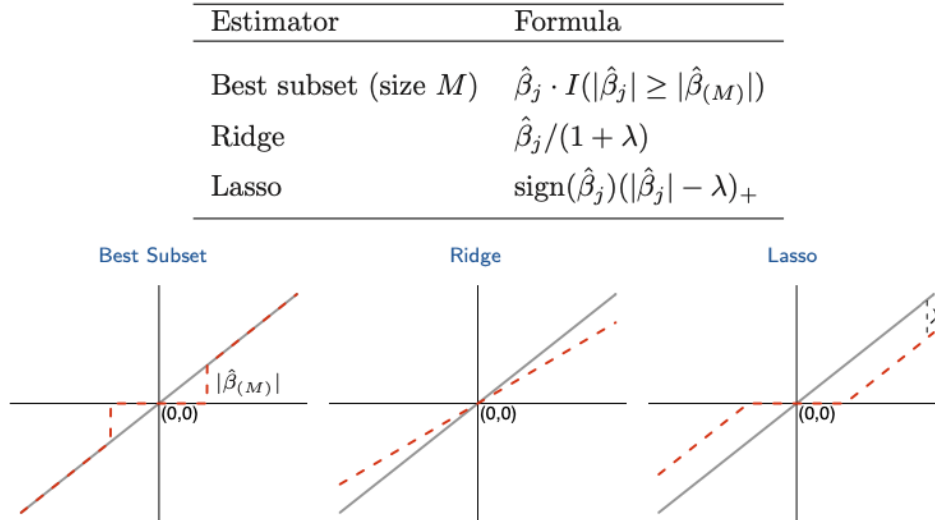 Estimator Formula
Best subset (size M) β̂_j · I(|β̂_j| ≥ |β̂_(M)|)
Ridge β̂_j/(1 + λ)
Lasso sign(β̂_j)(|β̂_j| − λ)_+
Best Subset Ridge Lasso
λ
|β̂_(M)|
(0,0) (0,0) (0,0)